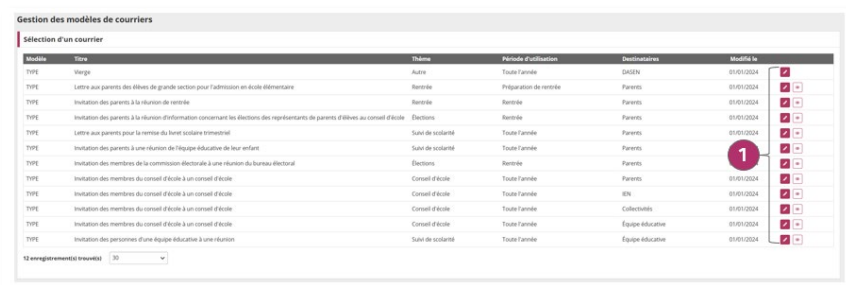 Gestion des modèles de courriers
Sélection d'un courrier
Modèle Titre Thème Période d'utilisation Destinataires Modifié le
TYPE Vierge Autre Toute l'année DASEN 01/01/2024
TYPE Lettre aux parents des élèves de grande section pour l'admission en école élémentaire Rentrée Préparation de rentrée Parents 01/01/2024
TYPE Invitation des parents à la réunion de rentrée Rentrée Rentrée Parents 01/01/2024
TYPE Invitation des parents à la réunion d'information concernant les élections des représentants de parents d'élèves au conseil d'école Élections Rentrée Parents 01/01/2024
TYPE Lettre aux parents pour la remise du livret scolaire trimestriel Suivi de scolarité Toute l'année Parents 01/01/2024
TYPE Invitation des parents à une réunion de l'équipe éducative de leur enfant Suivi de scolarité Toute l'année Parents
1
TYPE Invitation des membres de la commission électorale à une réunion du bureau électoral Élections Rentrée Parents
TYPE Invitation des membres du conseil d'école à un conseil d'école Conseil d'école Toute l'année Parents 01/01/2024
TYPE Invitation des membres du conseil d'école à un conseil d'école Conseil d'école Toute l'année IEN 01/01/2024
TYPE Invitation des membres du conseil d'école à un conseil d'école Conseil d'école Toute l'année Collectivités 01/01/2024
TYPE Invitation des membres du conseil d'école à un conseil d'école Conseil d'école Toute l'année Équipe éducative 01/01/2024
TYPE Invitation des personnes d'une équipe éducative à une réunion Suivi de scolarité Toute l'année Équipe éducative 01/01/2024
12 enregistrement(s) trouvé(s) 30